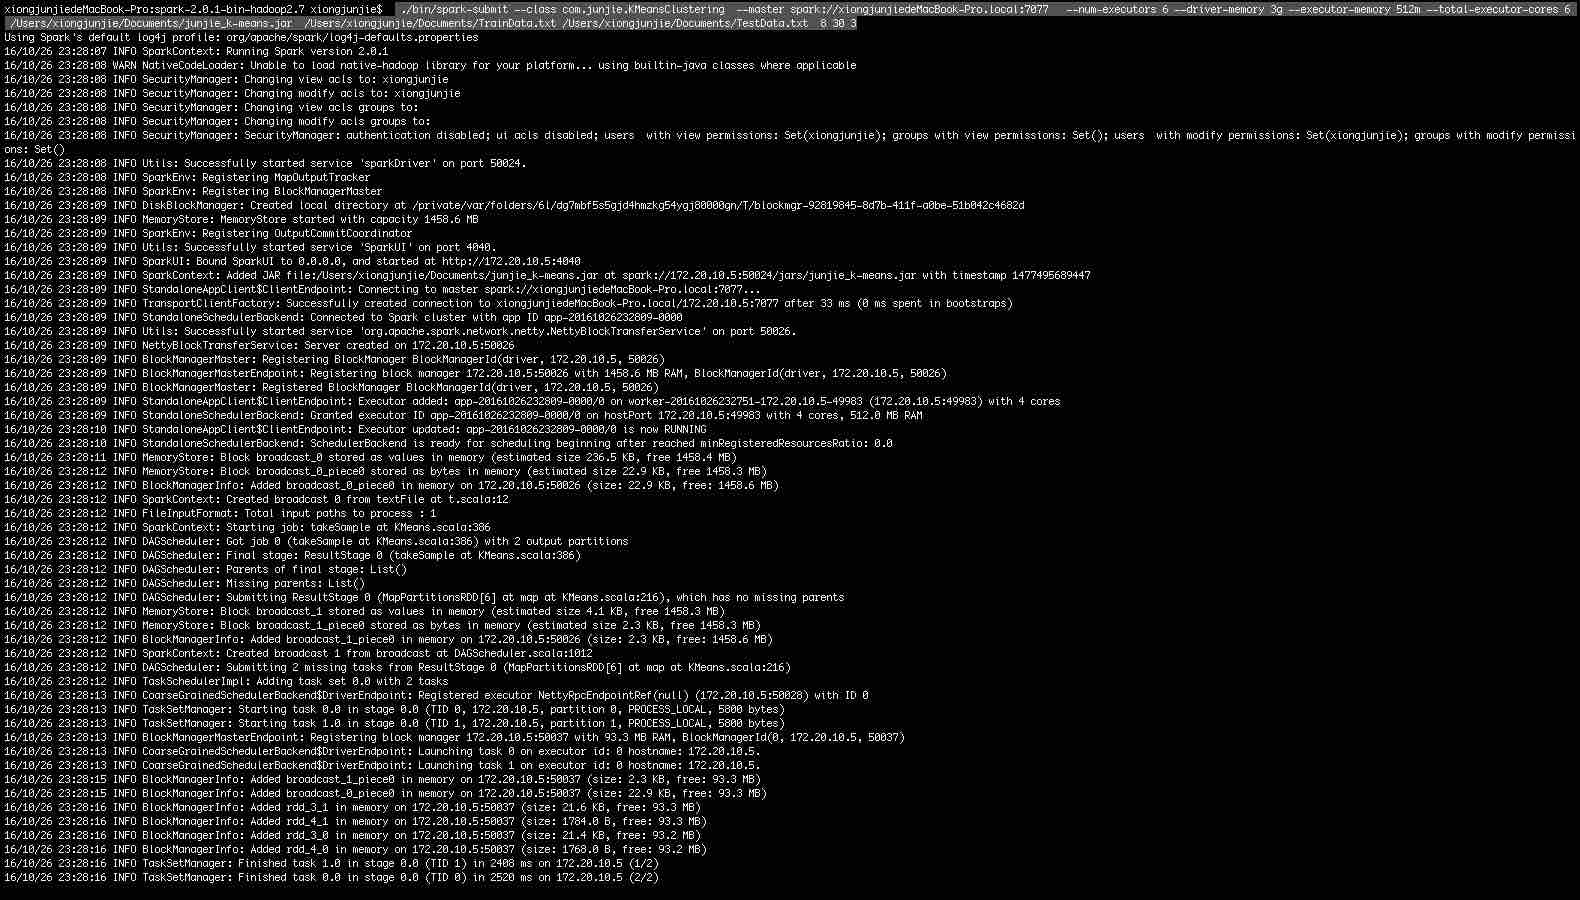 xiongjunjiedeMacBook-Pro:spark-2.0.1-bin-hadoop2.7 xiongjunjie$  ./bin/spark-submit --class com.junjie.KMeansClustering  --master spark://xiongjunjiedeMacBook-Pro.local:7077  --num-executors 6 --driver-memory 3g --executor-memory 512m --total-executor-cores 6
/Users/xiongjunjie/Documents/junjie_k-means.jar  /Users/xiongjunjie/Documents/TrainData.txt /Users/xiongjunjie/Documents/TestData.txt  8 30 3
Using Spark's default log4j profile: org/apache/spark/log4j-defaults.properties
16/10/26 23:28:07 INFO SparkContext: Running Spark version 2.0.1
16/10/26 23:28:08 WARN NativeCodeLoader: Unable to load native-hadoop library for your platform... using builtin-java classes where applicable
16/10/26 23:28:08 INFO SecurityManager: Changing view acls to: xiongjunjie
16/10/26 23:28:08 INFO SecurityManager: Changing modify acls to: xiongjunjie
16/10/26 23:28:08 INFO SecurityManager: Changing view acls groups to:
16/10/26 23:28:08 INFO SecurityManager: Changing modify acls groups to:
16/10/26 23:28:08 INFO SecurityManager: SecurityManager: authentication disabled; ui acls disabled; users  with view permissions: Set(xiongjunjie); groups with view permissions: Set(); users  with modify permissions: Set(xiongjunjie); groups with modify permissi
ons: Set()
16/10/26 23:28:08 INFO Utils: Successfully started service 'sparkDriver' on port 50024.
16/10/26 23:28:08 INFO SparkEnv: Registering MapOutputTracker
16/10/26 23:28:08 INFO SparkEnv: Registering BlockManagerMaster
16/10/26 23:28:09 INFO DiskBlockManager: Created local directory at /private/var/folders/6l/dg7mbf5s5gjd4hmzkg54ygj80000gn/T/blockmgr-92819845-8d7b-411f-a0be-51b042c4682d
16/10/26 23:28:09 INFO MemoryStore: MemoryStore started with capacity 1458.6 MB
16/10/26 23:28:09 INFO SparkEnv: Registering OutputCommitCoordinator
16/10/26 23:28:09 INFO Utils: Successfully started service 'SparkUI' on port 4040.
16/10/26 23:28:09 INFO SparkUI: Bound SparkUI to 0.0.0.0, and started at http://172.20.10.5:4040
16/10/26 23:28:09 INFO SparkContext: Added JAR file:/Users/xiongjunjie/Documents/junjie_k-means.jar at spark://172.20.10.5:50024/jars/junjie_k-means.jar with timestamp 1477495689447
16/10/26 23:28:09 INFO StandaloneAppClient$ClientEndpoint: Connecting to master spark://xiongjunjiedeMacBook-Pro.local:7077...
16/10/26 23:28:09 INFO TransportClientFactory: Successfully created connection to xiongjunjiedeMacBook-Pro.local/172.20.10.5:7077 after 33 ms (0 ms spent in bootstraps)
16/10/26 23:28:09 INFO StandaloneSchedulerBackend: Connected to Spark cluster with app ID app-20161026232809-0000
16/10/26 23:28:09 INFO Utils: Successfully started service 'org.apache.spark.network.netty.NettyBlockTransferService' on port 50026.
16/10/26 23:28:09 INFO NettyBlockTransferService: Server created on 172.20.10.5:50026
16/10/26 23:28:09 INFO BlockManagerMaster: Registering BlockManager BlockManagerId(driver, 172.20.10.5, 50026)
16/10/26 23:28:09 INFO BlockManagerMasterEndpoint: Registering block manager 172.20.10.5:50026 with 1458.6 MB RAM, BlockManagerId(driver, 172.20.10.5, 50026)
16/10/26 23:28:09 INFO BlockManagerMaster: Registered BlockManager BlockManagerId(driver, 172.20.10.5, 50026)
16/10/26 23:28:09 INFO StandaloneAppClient$ClientEndpoint: Executor added: app-20161026232809-0000/0 on worker-20161026232751-172.20.10.5-49983 (172.20.10.5:49983) with 4 cores
16/10/26 23:28:09 INFO StandaloneSchedulerBackend: Granted executor ID app-20161026232809-0000/0 on hostPort 172.20.10.5:49983 with 4 cores, 512.0 MB RAM
16/10/26 23:28:10 INFO StandaloneAppClient$ClientEndpoint: Executor updated: app-20161026232809-0000/0 is now RUNNING
16/10/26 23:28:10 INFO StandaloneSchedulerBackend: SchedulerBackend is ready for scheduling beginning after reached minRegisteredResourcesRatio: 0.0
16/10/26 23:28:11 INFO MemoryStore: Block broadcast_0 stored as values in memory (estimated size 236.5 KB, free 1458.4 MB)
16/10/26 23:28:12 INFO MemoryStore: Block broadcast_0_piece0 stored as bytes in memory (estimated size 22.9 KB, free 1458.3 MB)
16/10/26 23:28:12 INFO BlockManagerInfo: Added broadcast_0_piece0 in memory on 172.20.10.5:50026 (size: 22.9 KB, free: 1458.6 MB)
16/10/26 23:28:12 INFO SparkContext: Created broadcast 0 from textFile at t.scala:12
16/10/26 23:28:12 INFO FileInputFormat: Total input paths to process : 1
16/10/26 23:28:12 INFO SparkContext: Starting job: takeSample at KMeans.scala:386
16/10/26 23:28:12 INFO DAGScheduler: Got job 0 (takeSample at KMeans.scala:386) with 2 output partitions
16/10/26 23:28:12 INFO DAGScheduler: Final stage: ResultStage 0 (takeSample at KMeans.scala:386)
16/10/26 23:28:12 INFO DAGScheduler: Parents of final stage: List()
16/10/26 23:28:12 INFO DAGScheduler: Missing parents: List()
16/10/26 23:28:12 INFO DAGScheduler: Submitting ResultStage 0 (MapPartitionsRDD[6] at map at KMeans.scala:216), which has no missing parents
16/10/26 23:28:12 INFO MemoryStore: Block broadcast_1 stored as values in memory (estimated size 4.1 KB, free 1458.3 MB)
16/10/26 23:28:12 INFO MemoryStore: Block broadcast_1_piece0 stored as bytes in memory (estimated size 2.3 KB, free 1458.3 MB)
16/10/26 23:28:12 INFO BlockManagerInfo: Added broadcast_1_piece0 in memory on 172.20.10.5:50026 (size: 2.3 KB, free: 1458.6 MB)
16/10/26 23:28:12 INFO SparkContext: Created broadcast 1 from broadcast at DAGScheduler.scala:1012
16/10/26 23:28:12 INFO DAGScheduler: Submitting 2 missing tasks from ResultStage 0 (MapPartitionsRDD[6] at map at KMeans.scala:216)
16/10/26 23:28:12 INFO TaskSchedulerImpl: Adding task set 0.0 with 2 tasks
16/10/26 23:28:13 INFO CoarseGrainedSchedulerBackend$DriverEndpoint: Registered executor NettyRpcEndpointRef(null) (172.20.10.5:50028) with ID 0
16/10/26 23:28:13 INFO TaskSetManager: Starting task 0.0 in stage 0.0 (TID 0, 172.20.10.5, partition 0, PROCESS_LOCAL, 5800 bytes)
16/10/26 23:28:13 INFO TaskSetManager: Starting task 1.0 in stage 0.0 (TID 1, 172.20.10.5, partition 1, PROCESS_LOCAL, 5800 bytes)
16/10/26 23:28:13 INFO BlockManagerMasterEndpoint: Registering block manager 172.20.10.5:50037 with 93.3 MB RAM, BlockManagerId(0, 172.20.10.5, 50037)
16/10/26 23:28:13 INFO CoarseGrainedSchedulerBackend$DriverEndpoint: Launching task 0 on executor id: 0 hostname: 172.20.10.5.
16/10/26 23:28:13 INFO CoarseGrainedSchedulerBackend$DriverEndpoint: Launching task 1 on executor id: 0 hostname: 172.20.10.5.
16/10/26 23:28:15 INFO BlockManagerInfo: Added broadcast_1_piece0 in memory on 172.20.10.5:50037 (size: 2.3 KB, free: 93.3 MB)
16/10/26 23:28:15 INFO BlockManagerInfo: Added broadcast_0_piece0 in memory on 172.20.10.5:50037 (size: 22.9 KB, free: 93.3 MB)
16/10/26 23:28:16 INFO BlockManagerInfo: Added rdd_3_1 in memory on 172.20.10.5:50037 (size: 21.6 KB, free: 93.3 MB)
16/10/26 23:28:16 INFO BlockManagerInfo: Added rdd_4_1 in memory on 172.20.10.5:50037 (size: 1784.0 B, free: 93.3 MB)
16/10/26 23:28:16 INFO BlockManagerInfo: Added rdd_3_0 in memory on 172.20.10.5:50037 (size: 21.4 KB, free: 93.2 MB)
16/10/26 23:28:16 INFO BlockManagerInfo: Added rdd_4_0 in memory on 172.20.10.5:50037 (size: 1768.0 B, free: 93.2 MB)
16/10/26 23:28:16 INFO TaskSetManager: Finished task 1.0 in stage 0.0 (TID 1) in 2408 ms on 172.20.10.5 (1/2)
16/10/26 23:28:16 INFO TaskSetManager: Finished task 0.0 in stage 0.0 (TID 0) in 2520 ms on 172.20.10.5 (2/2)